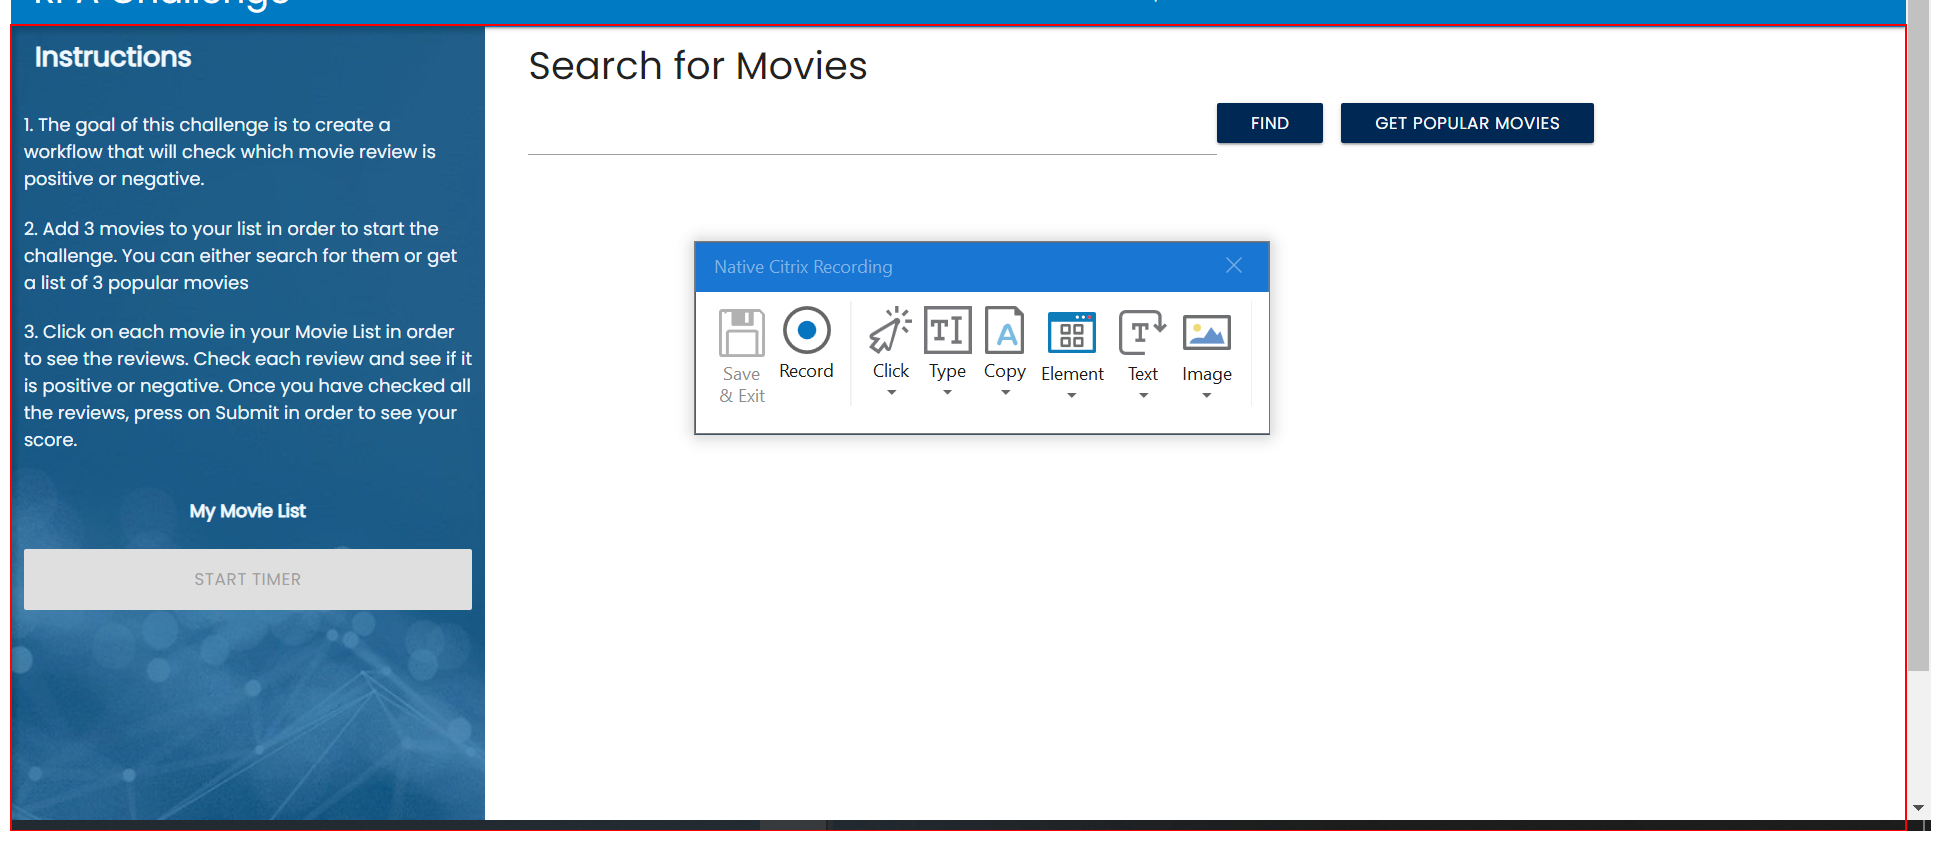 RPA Challenge
Instructions
1. The goal of this challenge is to create a
workflow that will check which movie review is
positive or negative.
2. Add 3 movies to your list in order to start the
challenge. You can either search for them or get
a list of 3 popular movies
3. Click on each movie in your Movie List in order
to see the reviews. Check each review and see if it
is positive or negative. Once you have checked all
the reviews, press on Submit in order to see your
score.
My Movie List
START TIMER
Search for Movies
FIND
GET POPULAR MOVIES
Native Citrix Recording
Save
& Exit
Record
Click
Type
Copy
Element
Text
Image